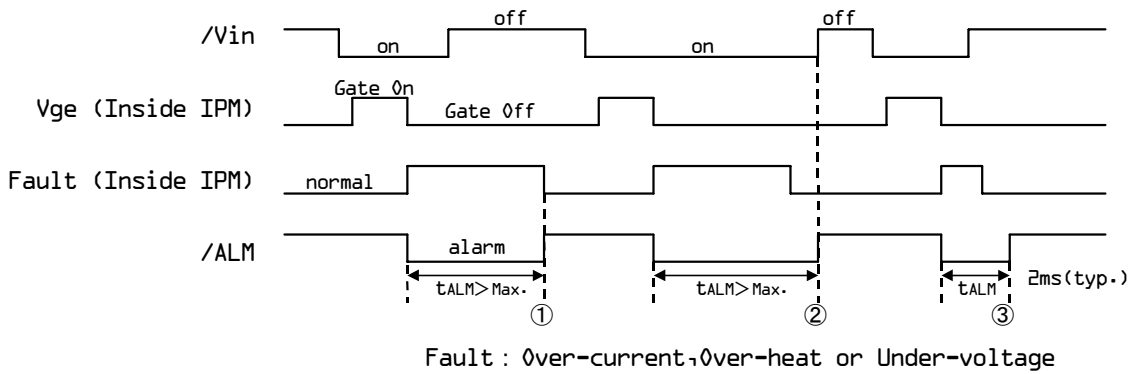 off
off
/Vin
on
on
Gate On
Vge (Inside IPM)
Gate Off
Fault (Inside IPM)
normal
/ALM
alarm
tALM> Max.
tALM> Max.
tALM
2ms(typ.)
①
②
③
Fault : Over-current,Over-heat or Under-voltage